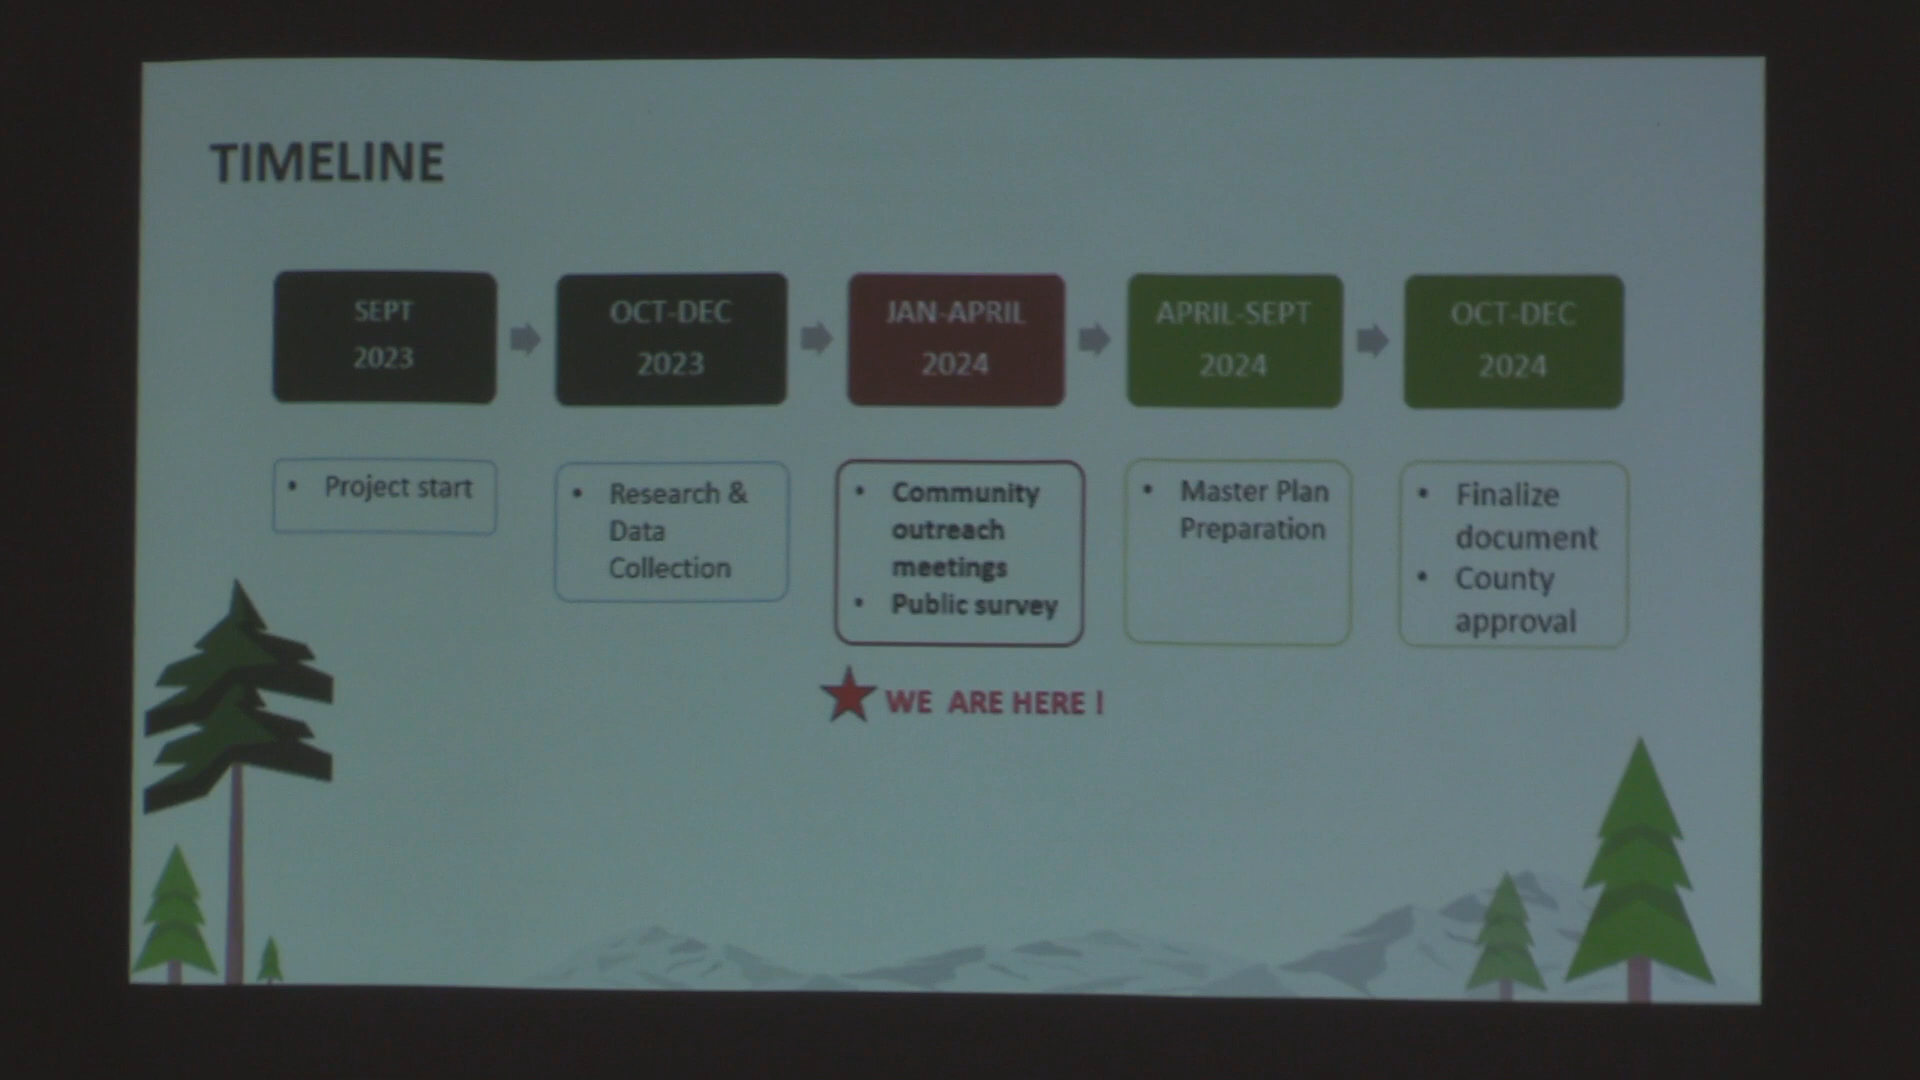 TIMELINE
SEPT
2023
OCT-DEC
2023
JAN-APRIL
2024
APRIL-SEPT
2024
OCT-DEC
2024
• Project start
• Research &
Data
Collection
• Community
outreach
meetings
• Public survey
• Master Plan
Preparation
• Finalize
document
• County
approval
WE ARE HERE !